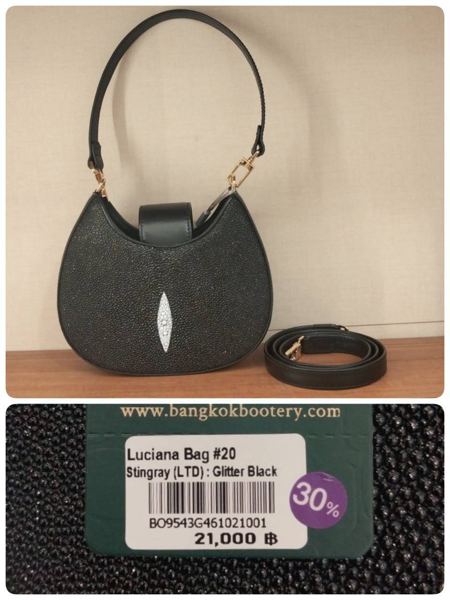 www.bangkokbootery.com
Luciana Bag #20
Stingray (LTD) : Glitter Black
BO9543G461021001
21,000 ฿
30%